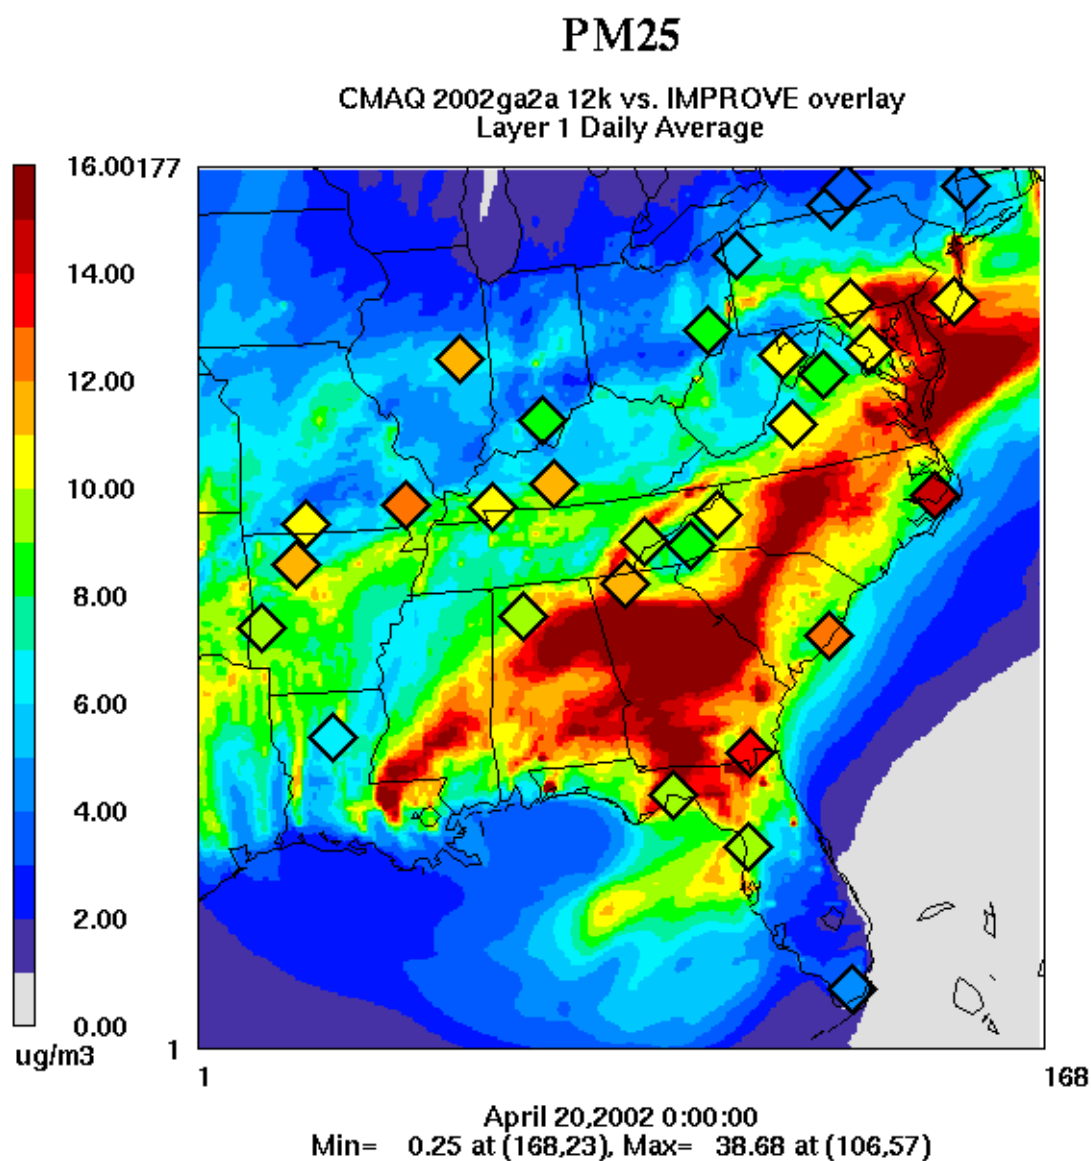 PM25
CMAQ 2002ga2a 12k vs. IMPROVE overlay
Layer 1 Daily Average
16.00
177
14.00
12.00
10.00
8.00
6.00
4.00
2.00
0.00
ug/m3
1
1
168
April 20,2002 0:00:00
Min= 0.25 at (168,23), Max= 38.68 at (106,57)